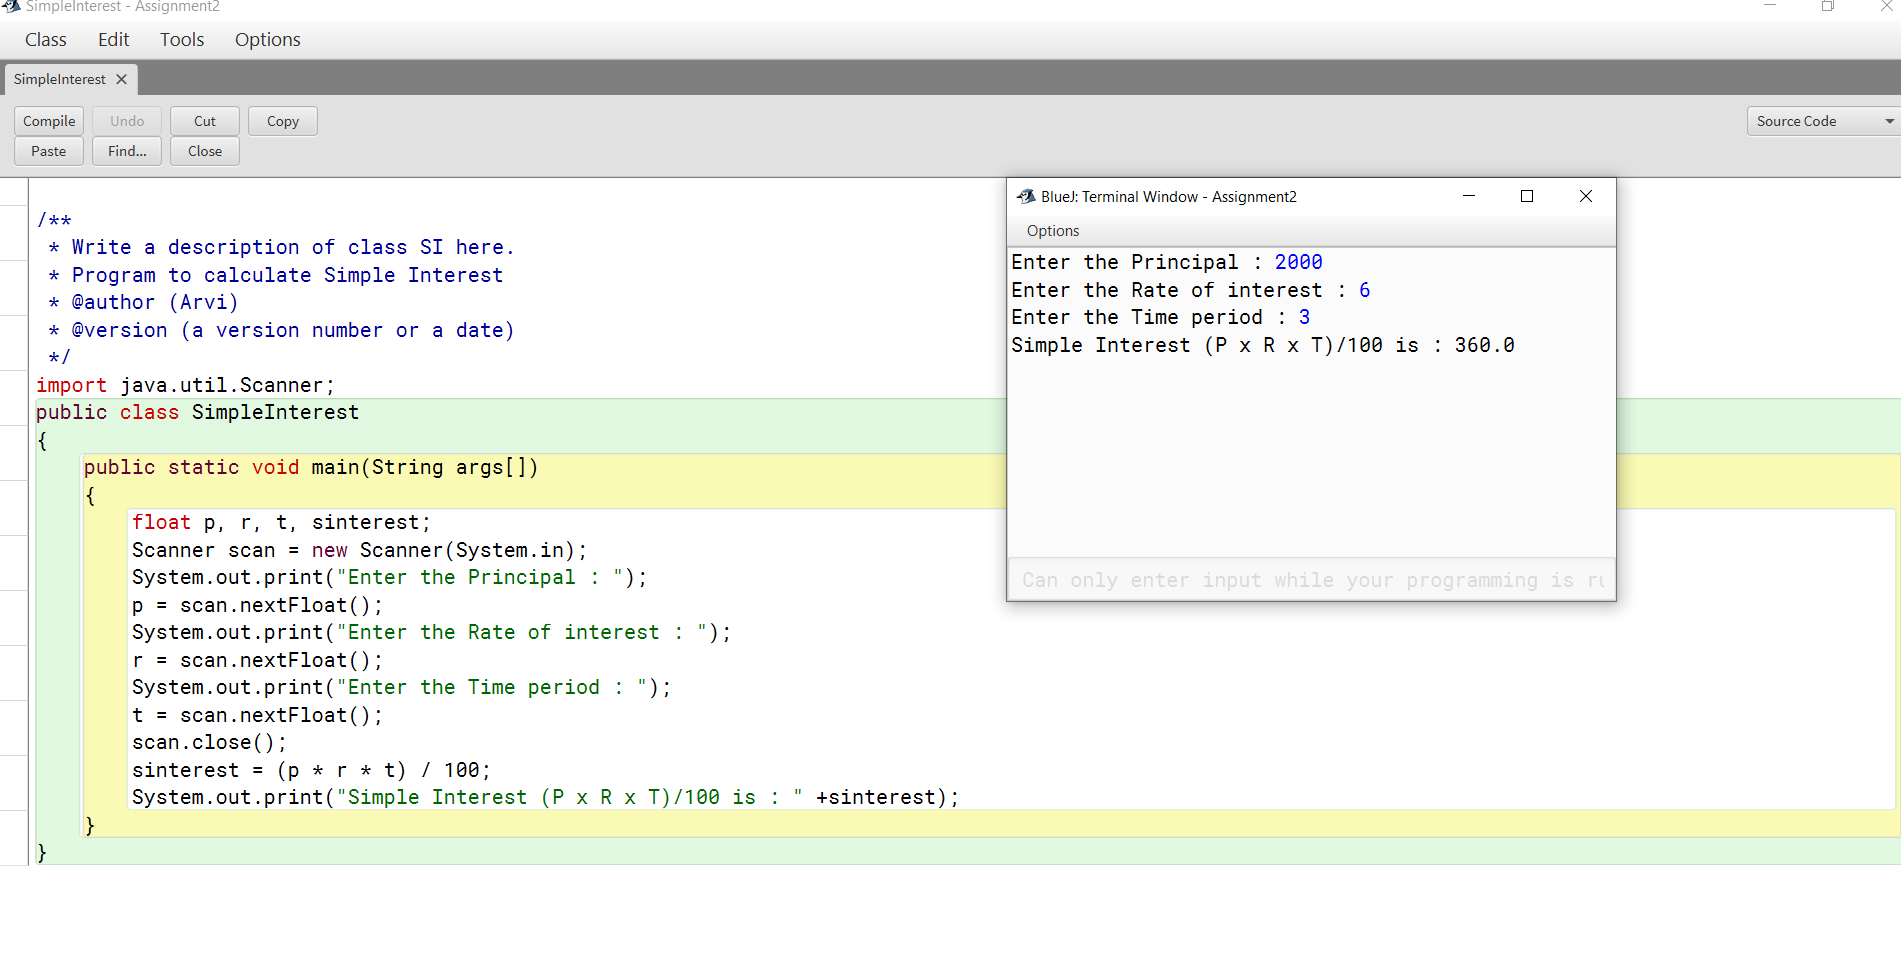 SimpleInterest - Assignment2
Class Edit Tools Options
SimpleInterest
Compile Undo Cut Copy
Source Code
Paste Find... Close
/**
* Write a description of class SI here.
* Program to calculate Simple Interest
* @author (Arvi)
* @version (a version number or a date)
*/
import java.util.Scanner;
public class SimpleInterest
{
public static void main(String args[])
{
float p, r, t, sinterest;
Scanner scan = new Scanner(System.in);
System.out.print("Enter the Principal : ");
p = scan.nextFloat();
System.out.print("Enter the Rate of interest : ");
r = scan.nextFloat();
System.out.print("Enter the Time period : ");
t = scan.nextFloat();
scan.close();
sinterest = (p * r * t) / 100;
System.out.print("Simple Interest (P x R x T)/100 is : " +sinterest);
}
}
BlueJ: Terminal Window - Assignment2
Options
Enter the Principal : 2000
Enter the Rate of interest : 6
Enter the Time period : 3
Simple Interest (P x R x T)/100 is : 360.0
Can only enter input while your programming is ru